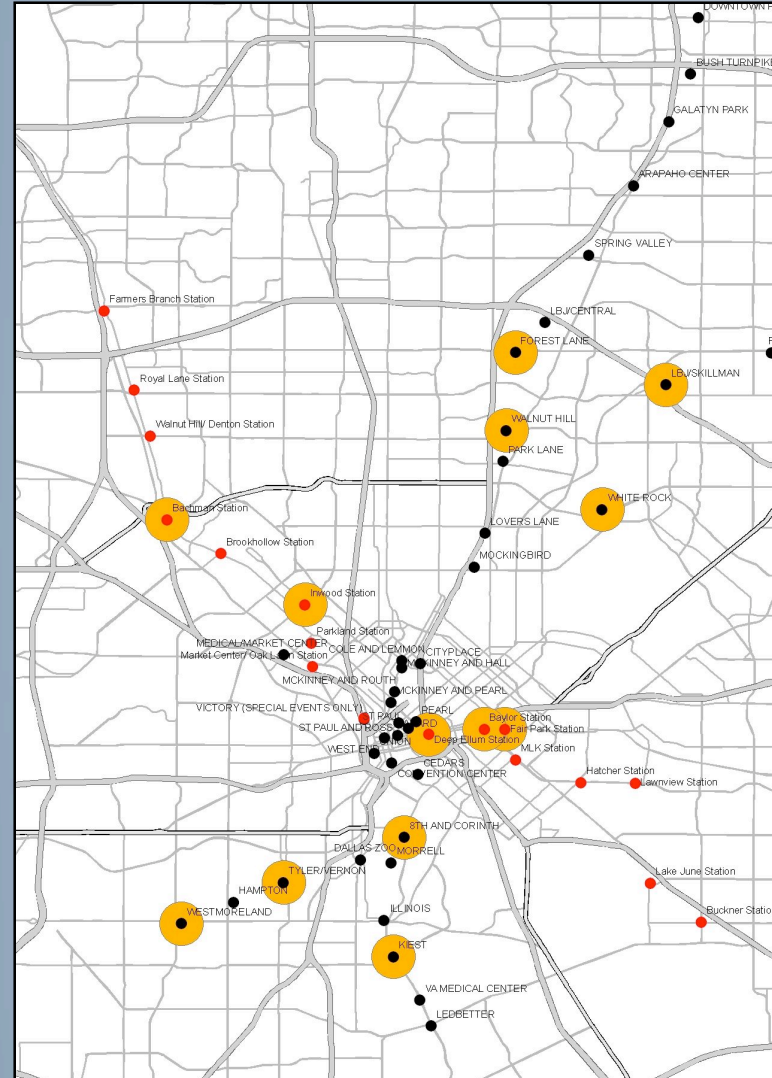 DOWNTOWN
BUSH TURNPIKE
GALATYN PARK
ARAPAHO CENTER
SPRING VALLEY
Farmers Branch Station
LBJ/CENTRAL
FOREST LANE
LBJ/SKILLMAN
Royal Lane Station
Walnut Hill/ Denton Station
WALNUT HILL
PARK LANE
WHITE ROCK
Bachman Station
LOVERS LANE
Brookhollow Station
MOCKINGBIRD
Inwood Station
Parkland Station
MEDICAL/MARKET CENTER
COLE AND LEMMON
CITYPLACE
Market Center/ Oak Lawn Station
MCKINNEY AND HALL
MCKINNEY AND ROUTH
MCKINNEY AND PEARL
VICTORY (SPECIAL EVENTS ONLY)
PEARL
Baylor Station
ST PAUL AND ROSS
Fair Park Station
Deep Ellum Station
WEST END
MLK Station
CEDARS
CONVENTION CENTER
Hatcher Station
Lawnview Station
8TH AND CORINTH
DALLAS ZOO
MORRELL
TYLER/VERNON
Lake June Station
HAMPTON
WESTMORELAND
ILLINOIS
Buckner Statio
KIEST
VA MEDICAL CENTER
LEDBETTER